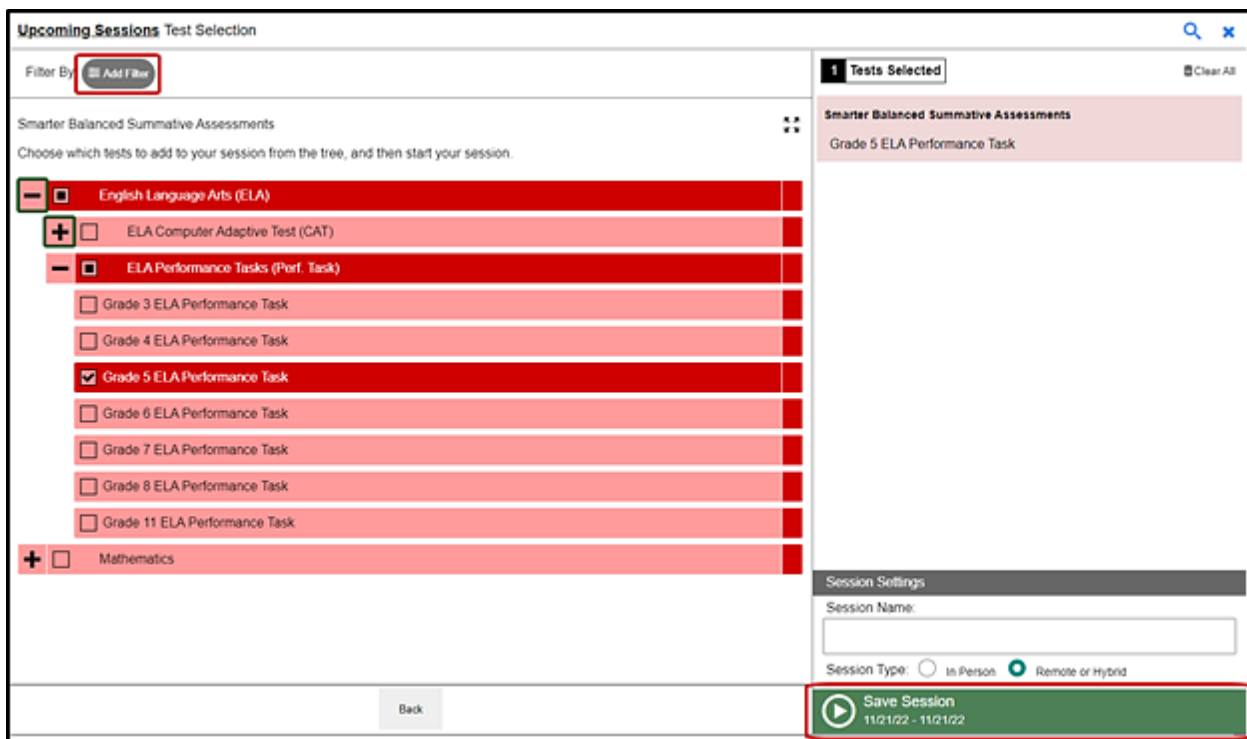 Upcoming Sessions Test Selection
Filter By Add Filter
Smarter Balanced Summative Assessments
Choose which tests to add to your session from the tree, and then start your session.
English Language Arts (ELA)
ELA Computer Adaptive Test (CAT)
ELA Performance Tasks (Perf. Task)
Grade 3 ELA Performance Task
Grade 4 ELA Performance Task
Grade 5 ELA Performance Task
Grade 6 ELA Performance Task
Grade 7 ELA Performance Task
Grade 8 ELA Performance Task
Grade 11 ELA Performance Task
Mathematics
Back
1 Tests Selected
Clear All
Smarter Balanced Summative Assessments
Grade 5 ELA Performance Task
Session Settings
Session Name:
Session Type: In Person Remote or Hybrid
Save Session
11/21/22 - 11/21/22